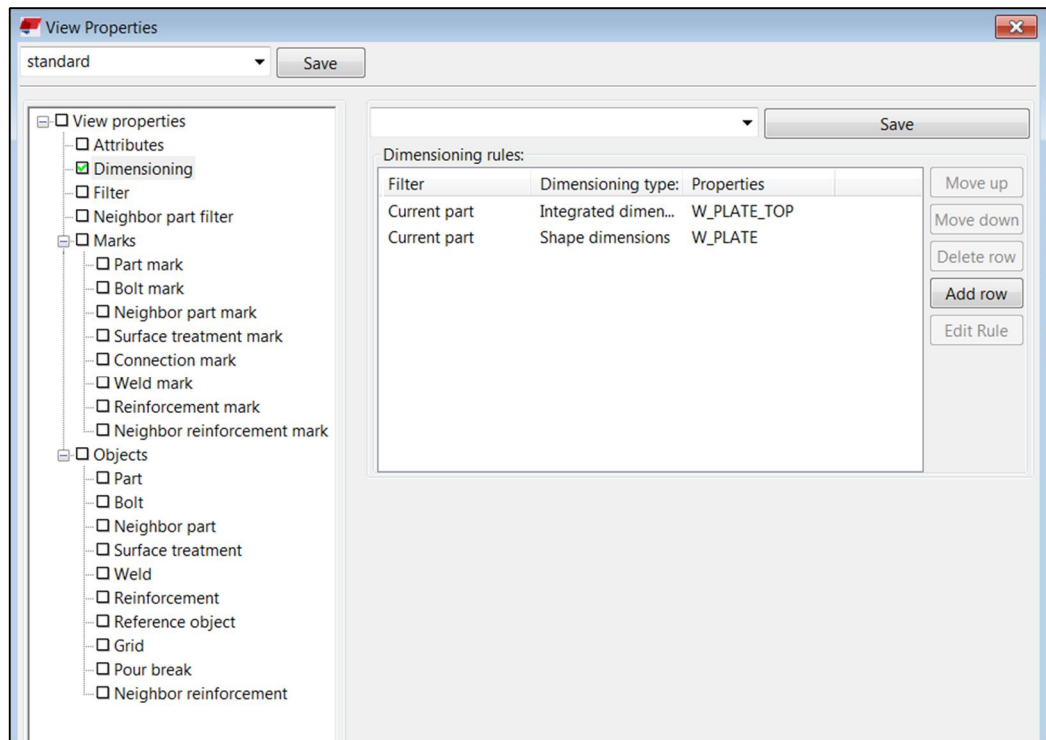 View Properties
standard
Save
View properties
Attributes
Dimensioning
Filter
Neighbor part filter
Marks
Part mark
Bolt mark
Neighbor part mark
Surface treatment mark
Connection mark
Weld mark
Reinforcement mark
Neighbor reinforcement mark
Objects
Part
Bolt
Neighbor part
Surface treatment
Weld
Reinforcement
Reference object
Grid
Pour break
Neighbor reinforcement
Save
Dimensioning rules:
Filter Dimensioning type: Properties
Current part Integrated dimen... W_PLATE_TOP
Current part Shape dimensions W_PLATE
Move up
Move down
Delete row
Add row
Edit Rule